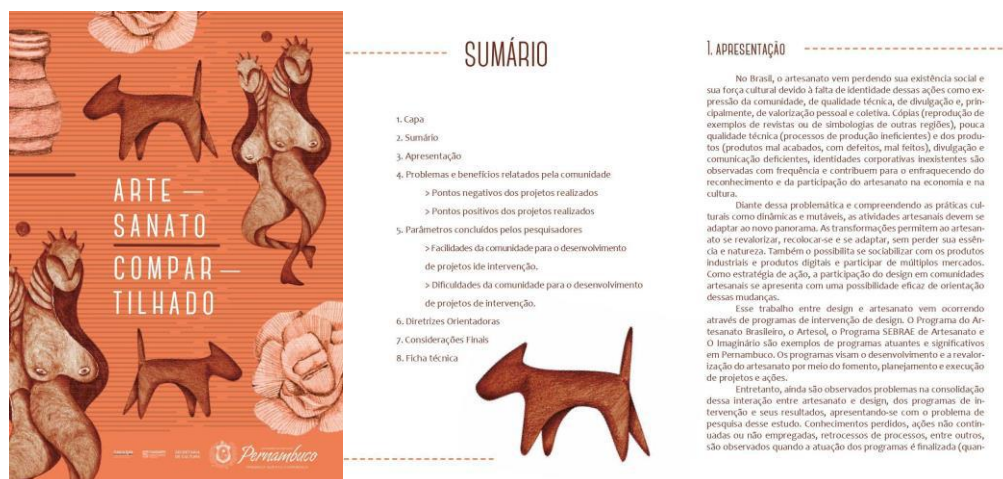 ARTE —
SANATO
COMPAR —
TILHADO
Pernambuco
SUMÁRIO
1. Capa
2. Sumário
3. Apresentação
4. Problemas e benefícios relatados pela comunidade
> Pontos negativos dos projetos realizados
> Pontos positivos dos projetos realizados
5. Parâmetros concluídos pelos pesquisadores
> Facilidades da comunidade para o desenvolvimento
de projetos ide intervenção.
> Dificuldades da comunidade para o desenvolvimento
de projetos de intervenção.
6. Diretrizes Orientadoras
7. Considerações Finais
8. Ficha técnica
1. APRESENTAÇÃO
No Brasil, o artesanato vem perdendo sua existência social e
sua força cultural devido à falta de identidade dessas ações como ex-
pressão da comunidade, de qualidade técnica, de divulgação e, prin-
cipalmente, de valorização pessoal e coletiva. Cópias (reprodução de
exemplos de revistas ou de simbologias de outras regiões), pouca
qualidade técnica (processos de produção ineficientes) e dos produ-
tos (produtos mal acabados, com defeitos, mal feitos), divulgação e
comunicação deficientes, identidades corporativas inexistentes são
observadas com frequência e contribuem para o enfraquecendo do
reconhecimento e da participação do artesanato na economia e na
cultura.
Diante dessa problemática e compreendendo as práticas cul-
turais como dinâmicas e mutáveis, as atividades artesanais devem se
adaptar ao novo panorama. As transformações permitem ao artesan-
ato se revalorizar, recolocar-se e se adaptar, sem perder sua essên-
cia e natureza. Também o possibilita se sociabilizar com os produtos
industriais e produtos digitais e participar de múltiplos mercados.
Como estratégia de ação, a participação do design em comunidades
artesanais se apresenta com uma possibilidade eficaz de orientação
dessas mudanças.
Esse trabalho entre design e artesanato vem ocorrendo
através de programas de intervenção de design. O Programa do Ar-
tesanato Brasileiro, o Artesol, o Programa SEBRAE de Artesanato e
O Imaginário são exemplos de programas atuantes e significativos
em Pernambuco. Os programas visam o desenvolvimento e a revalor-
ização do artesanato por meio do fomento, planejamento e execução
de projetos e ações.
Entretanto, ainda são observados problemas na consolidação
dessa interação entre artesanato e design, dos programas de in-
tervenção e seus resultados, apresentando-se com o problema de
pesquisa desse estudo. Conhecimentos perdidos, ações não contin-
uadas ou não empregadas, retrocessos de processos, entre outros,
são observados quando a atuação dos programas é finalizada (quan-